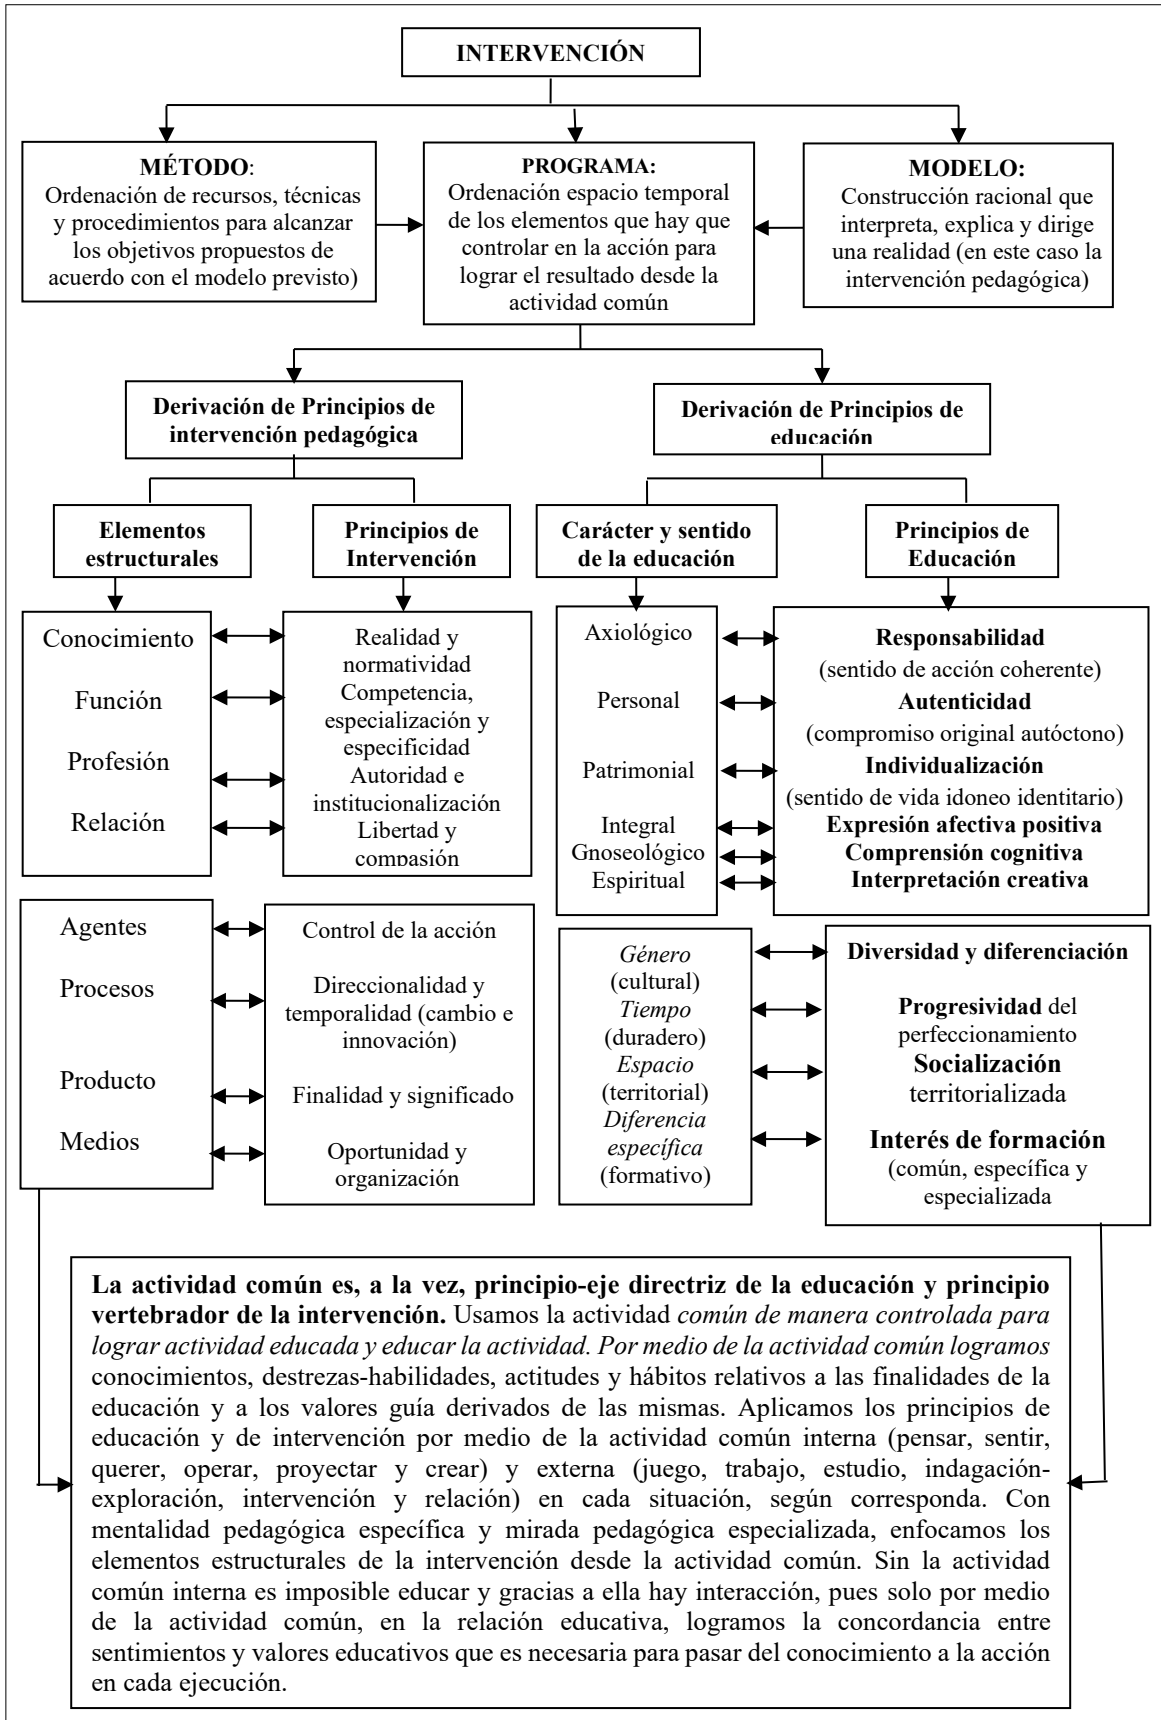 INTERVENCIÓN
MÉTODO:
Ordenación de recursos, técnicas
y procedimientos para alcanzar
los objetivos propuestos de
acuerdo con el modelo previsto)
PROGRAMA:
Ordenación espacio temporal
de los elementos que hay que
controlar en la acción para
lograr el resultado desde la
actividad común
MODELO:
Construcción racional que
interpreta, explica y dirige
una realidad (en este caso la
intervención pedagógica)
Derivación de Principios de
intervención pedagógica
Derivación de Principios de
educación
Elementos
estructurales
Principios de
Intervención
Carácter y sentido
de la educación
Principios de
Educación
Conocimiento
Función
Profesión
Relación
Realidad y
normatividad
Competencia,
especialización y
especificidad
Autoridad e
institucionalización
Libertad y
compasión
Axiológico
Personal
Patrimonial
Integral
Gnoseológico
Espiritual
Responsabilidad
(sentido de acción coherente)
Autenticidad
(compromiso original autóctono)
Individualización
(sentido de vida idoneo identitario)
Expresión afectiva positiva
Comprensión cognitiva
Interpretación creativa
Agentes
Procesos
Producto
Medios
Control de la acción
Direccionalidad y
temporalidad (cambio e
innovación)
Finalidad y significado
Oportunidad y
organización
Género
(cultural)
Tiempo
(duradero)
Espacio
(territorial)
Diferencia
específica
(formativo)
Diversidad y diferenciación
Progresividad del
perfeccionamiento
Socialización
territorializada
Interés de formación
(común, específica y
especializada
La actividad común es, a la vez, principio-eje directriz de la educación y principio
vertebrador de la intervención. Usamos la actividad común de manera controlada para
lograr actividad educada y educar la actividad. Por medio de la actividad común logramos
conocimientos, destrezas-habilidades, actitudes y hábitos relativos a las finalidades de la
educación y a los valores guía derivados de las mismas. Aplicamos los principios de
educación y de intervención por medio de la actividad común interna (pensar, sentir,
querer, operar, proyectar y crear) y externa (juego, trabajo, estudio, indagación-
exploración, intervención y relación) en cada situación, según corresponda. Con
mentalidad pedagógica específica y mirada pedagógica especializada, enfocamos los
elementos estructurales de la intervención desde la actividad común. Sin la actividad
común interna es imposible educar y gracias a ella hay interacción, pues solo por medio
de la actividad común, en la relación educativa, logramos la concordancia entre
sentimientos y valores educativos que es necesaria para pasar del conocimiento a la acción
en cada ejecución.